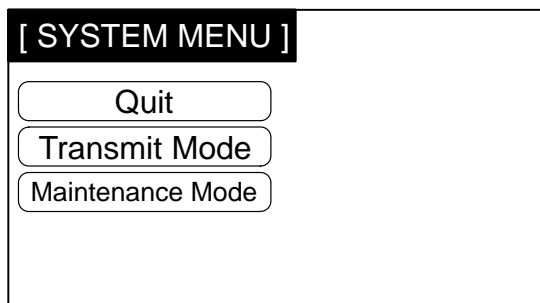 [ SYSTEM MENU ]
Quit
Transmit Mode
Maintenance Mode